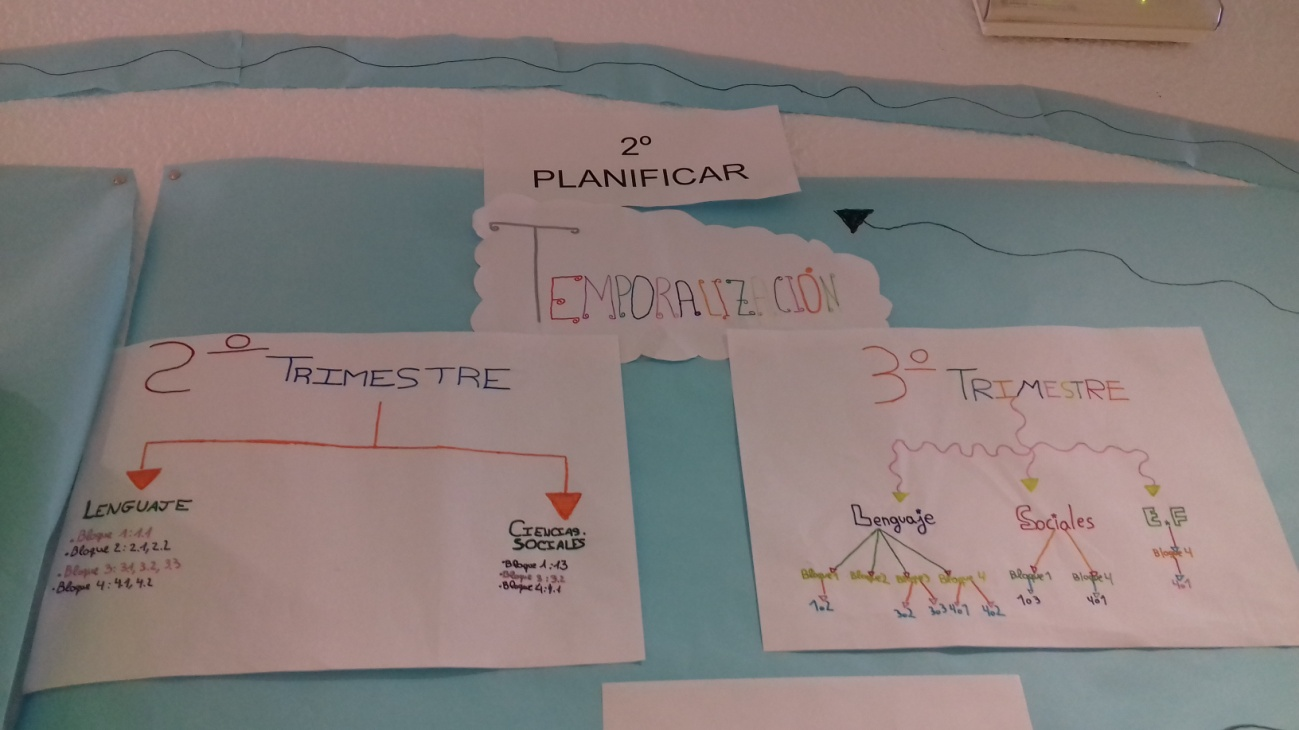 2º
PLANIFICAR
TEMPORALIZACIÓN
2º TRIMESTRE
LENGUAJE
• Bloque 1: 1.1
• Bloque 2: 2.1, 2.2
• Bloque 3: 3.1, 3.2, 3.3
• Bloque 4: 4.1, 4.2
CIENCIAS.
SOCIALES
• Bloque 1: 1.3
• Bloque 3: 3.2
• Bloque 4: 4.1
3º TRIMESTRE
Lenguaje Sociales E.F
Bloque 1 Bloque 2 Bloque 3 Bloque 4 Bloque 1 Bloque 4 Bloque 4
1.2 3.2 3.3 4.1 4.2 1.3 4.1 4.1